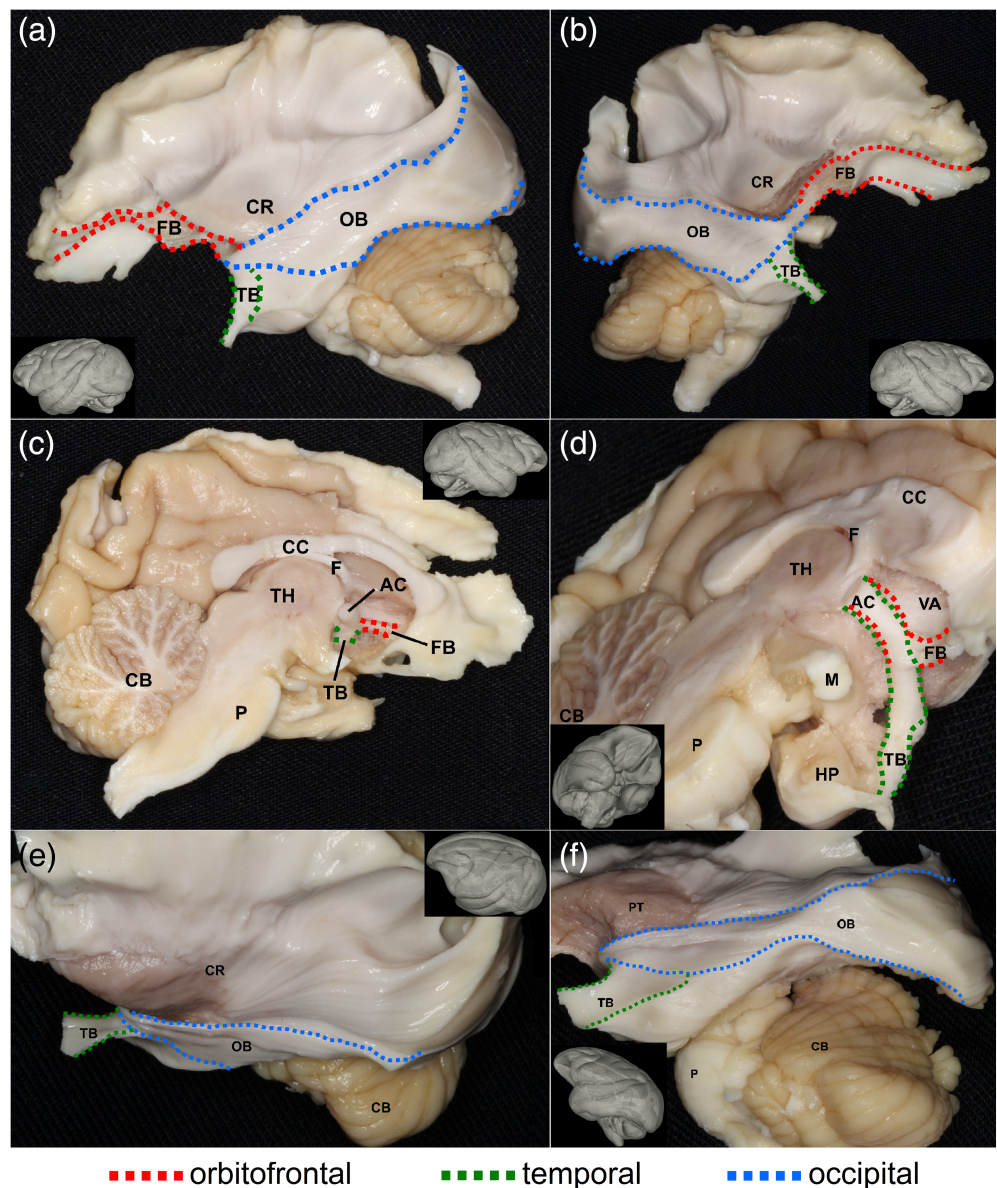 (a)
(b)
CR
OB
FB
TB
CR
FB
OB
TB
(c)
(d)
CC
F
AC
TH
FB
TB
CB
P
CC
F
TH
AC
VA
FB
M
CB
P
TB
HP
(e)
(f)
CR
TB
OB
CB
PT
OB
TB
CB
P
orbitofrontal
temporal
occipital